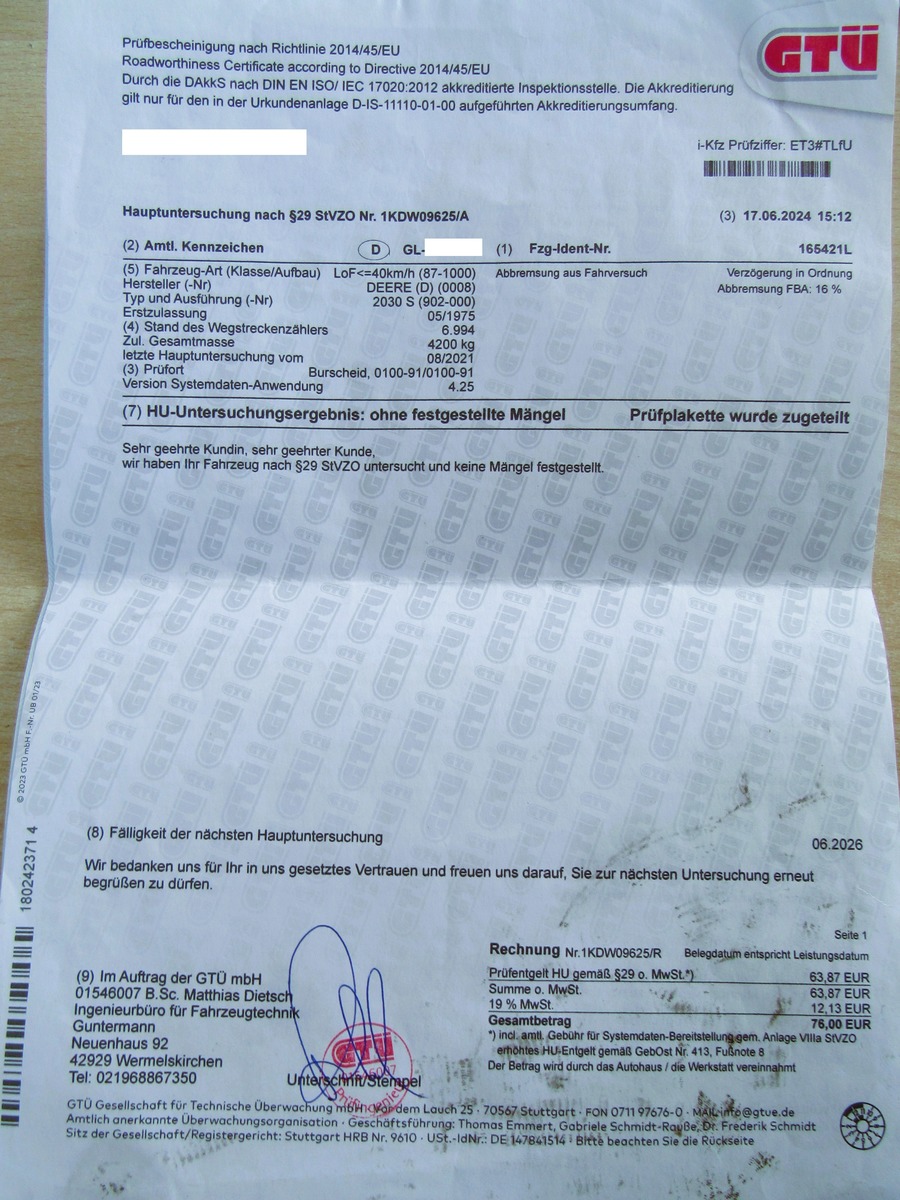 GTÜ
Prüfbescheinigung nach Richtlinie 2014/45/EU
Roadworthiness Certificate according to Directive 2014/45/EU
Durch die DAkkS nach DIN EN ISO/ IEC 17020:2012 akkreditierte Inspektionsstelle. Die Akkreditierung
gilt nur für den in der Urkundenanlage D-IS-11110-01-00 aufgeführten Akkreditierungsumfang.
i-Kfz Prüfziffer: ET3#TLfU
Hauptuntersuchung nach §29 StVZO Nr. 1KDW09625/A (3) 17.06.2024 15:12
(2) Amtl. Kennzeichen D GL- (1) Fzg-Ident-Nr. 165421L
(5) Fahrzeug-Art (Klasse/Aufbau) LoF<=40km/h (87-1000) Abbremsung aus Fahrversuch Verzögerung in Ordnung
Hersteller (-Nr) DEERE (D) (0008) Abbremsung FBA: 16 %
Typ und Ausführung (-Nr) 2030 S (902-000)
Erstzulassung 05/1975
(4) Stand des Wegstreckenzählers 6.994
Zul. Gesamtmasse 4200 kg
letzte Hauptuntersuchung vom 08/2021
(3) Prüfort Burscheid, 0100-91/0100-91
Version Systemdaten-Anwendung 4.25
(7) HU-Untersuchungsergebnis: ohne festgestellte Mängel Prüfplakette wurde zugeteilt
Sehr geehrte Kundin, sehr geehrter Kunde,
wir haben Ihr Fahrzeug nach §29 StVZO untersucht und keine Mängel festgestellt.
© 2023 GTÜ mbH F.-Nr. UB 01/23
180242371 4
(8) Fälligkeit der nächsten Hauptuntersuchung 06.2026
Wir bedanken uns für Ihr in uns gesetztes Vertrauen und freuen uns darauf, Sie zur nächsten Untersuchung erneut
begrüßen zu dürfen.
Seite 1
Rechnung Nr.1KDW09625/R Belegdatum entspricht Leistungsdatum
Prüfentgelt HU gemäß §29 o. MwSt.*) 63,87 EUR
Summe o. MwSt. 63,87 EUR
19 % MwSt. 12,13 EUR
Gesamtbetrag 76,00 EUR
*) incl. amtl. Gebühr für Systemdaten-Bereitstellung gem. Anlage VIIIa StVZO
erhöhtes HU-Entgelt gemäß GebOst Nr. 413, Fußnote 8
Der Betrag wird durch das Autohaus / die Werkstatt vereinnahmt
(9) Im Auftrag der GTÜ mbH
01546007 B.Sc. Matthias Dietsch
Ingenieurbüro für Fahrzeugtechnik
Guntermann
Neuenhaus 92
42929 Wermelskirchen
Tel: 021968867350
GTÜ
Unterschrift/Stempel
GTÜ Gesellschaft für Technische Überwachung mbH · Vor dem Lauch 25 · 70567 Stuttgart · FON 0711 97676-0 · MAIL info@gtue.de
Amtlich anerkannte Überwachungsorganisation · Geschäftsführung: Thomas Emmert, Gabriele Schmidt-Rauße, Dr. Frederik Schmidt
Sitz der Gesellschaft/Registergericht: Stuttgart HRB Nr. 9610 · USt.-IdNr.: DE 147841514 · Bitte beachten Sie die Rückseite